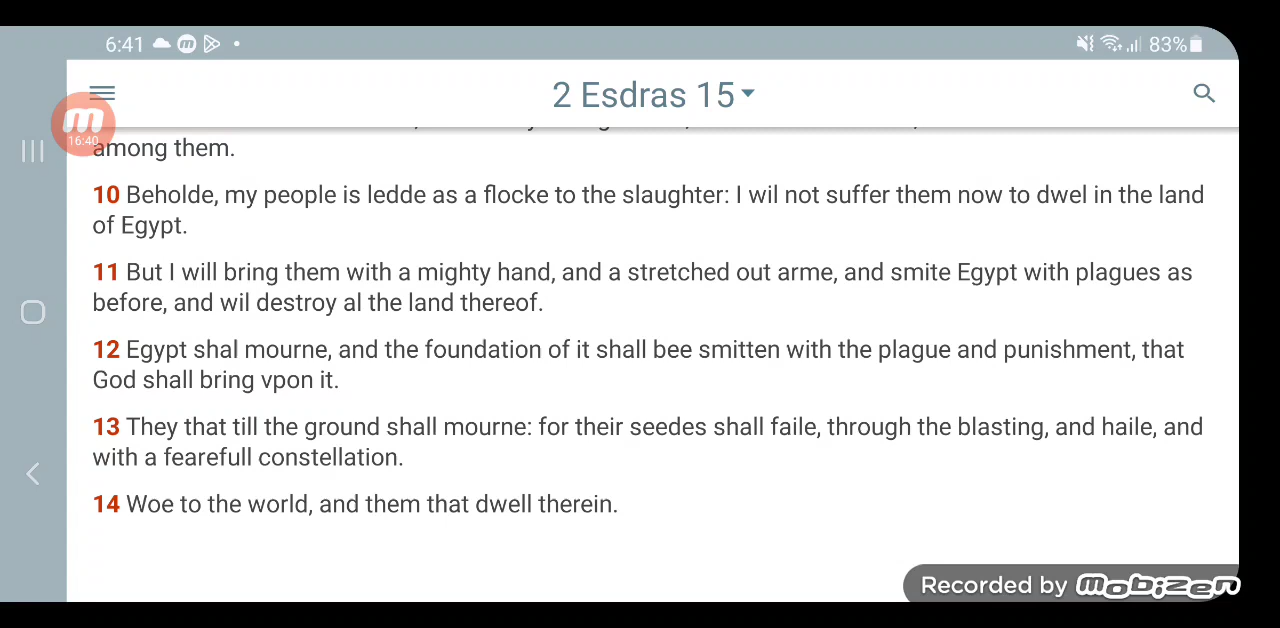 6:41
83%
2 Esdras 15
16:40
among them.
10 Beholde, my people is ledde as a flocke to the slaughter: I wil not suffer them now to dwel in the land
of Egypt.
11 But I will bring them with a mighty hand, and a stretched out arme, and smite Egypt with plagues as
before, and wil destroy al the land thereof.
12 Egypt shal mourne, and the foundation of it shall bee smitten with the plague and punishment, that
God shall bring vpon it.
13 They that till the ground shall mourne: for their seedes shall faile, through the blasting, and haile, and
with a fearefull constellation.
14 Woe to the world, and them that dwell therein.
Recorded by mobizen